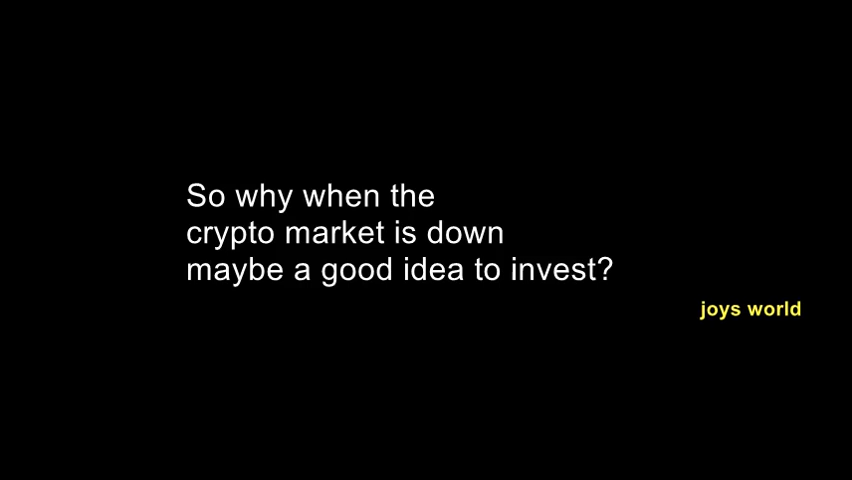 So why when the
crypto market is down
maybe a good idea to invest?
joys world